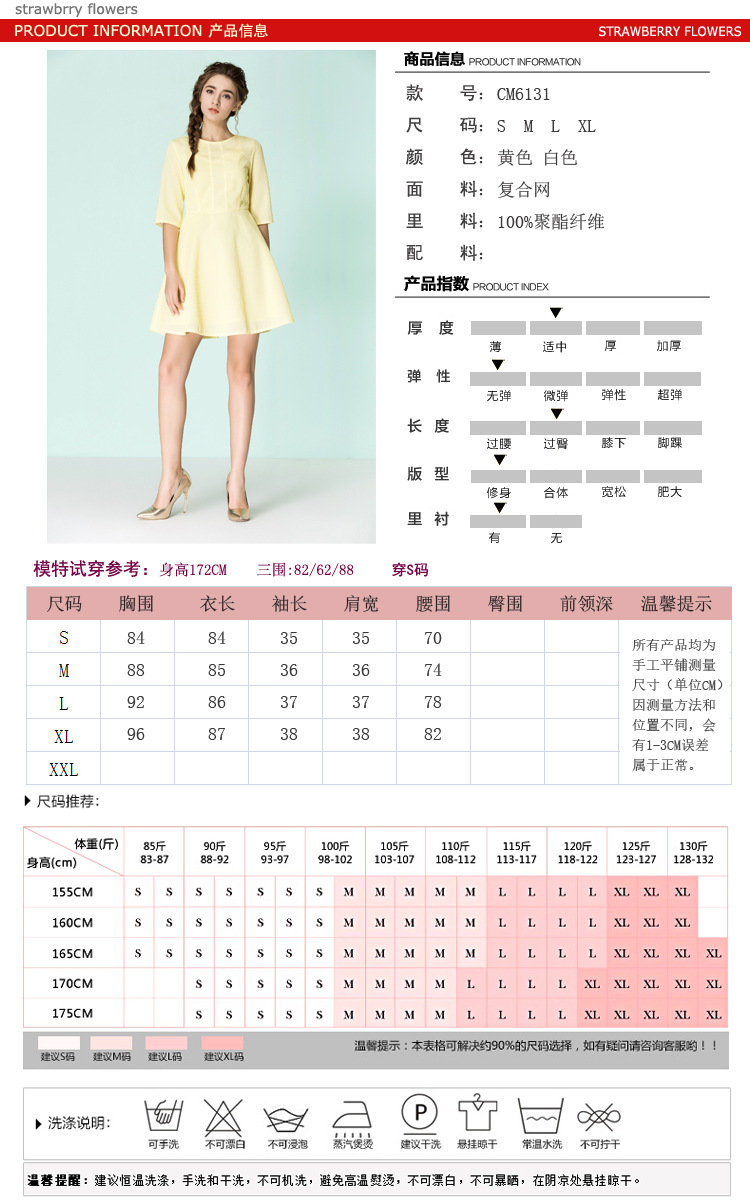 strawbrry flowers
PRODUCT INFORMATION 产品信息 STRAWBERRY FLOWERS
商品信息 PRODUCT INFORMATION
款 号: CM6131
尺 码: S M L XL
颜 色: 黄色 白色
面 料: 复合网
里 料: 100%聚酯纤维
配 料:
产品指数 PRODUCT INDEX
厚 度
薄 适中 厚 加厚
弹 性
无弹 微弹 弹性 超弹
长 度
过腰 过臀 膝下 脚踝
版 型
修身 合体 宽松 肥大
里 衬
有 无
模特试穿参考: 身高172CM 三围:82/62/88 穿S码
尺码 胸围 衣长 袖长 肩宽 腰围 臀围 前领深 温馨提示
S 84 84 35 35 70
M 88 85 36 36 74
L 92 86 37 37 78
XL 96 87 38 38 82
XXL
所有产品均为
手工平铺测量
尺寸（单位CM）
因测量方法和
位置不同，会
有1-3CM误差
属于正常。
尺码推荐:
体重(斤) 85斤 90斤 95斤 100斤 105斤 110斤 115斤 120斤 125斤 130斤
身高(cm) 83-87 88-92 93-97 98-102 103-107 108-112 113-117 118-122 123-127 128-132
155CM S S S S S S S M M M M M L L L L XL XL XL
160CM S S S S S S S M M M M M L L L L XL XL XL
165CM S S S S S S S M M M M M L L L L XL XL XL XL
170CM S S S S S M M M M L L L L XL XL XL XL XL
175CM S S S S S M M M M L L L L XL XL XL XL XL
建议S码 建议M码 建议L码 建议XL码
温馨提示：本表格可解决约90%的尺码选择，如有疑问请咨询客服哟！！
洗涤说明:
P
可手洗 不可漂白 不可浸泡 蒸汽煲烫 建议干洗 悬挂晾干 常温水洗 不可拧干
温馨提醒: 建议恒温洗涤，手洗和干洗，不可机洗，避免高温熨烫，不可漂白，不可暴晒，在阴凉处悬挂晾干。